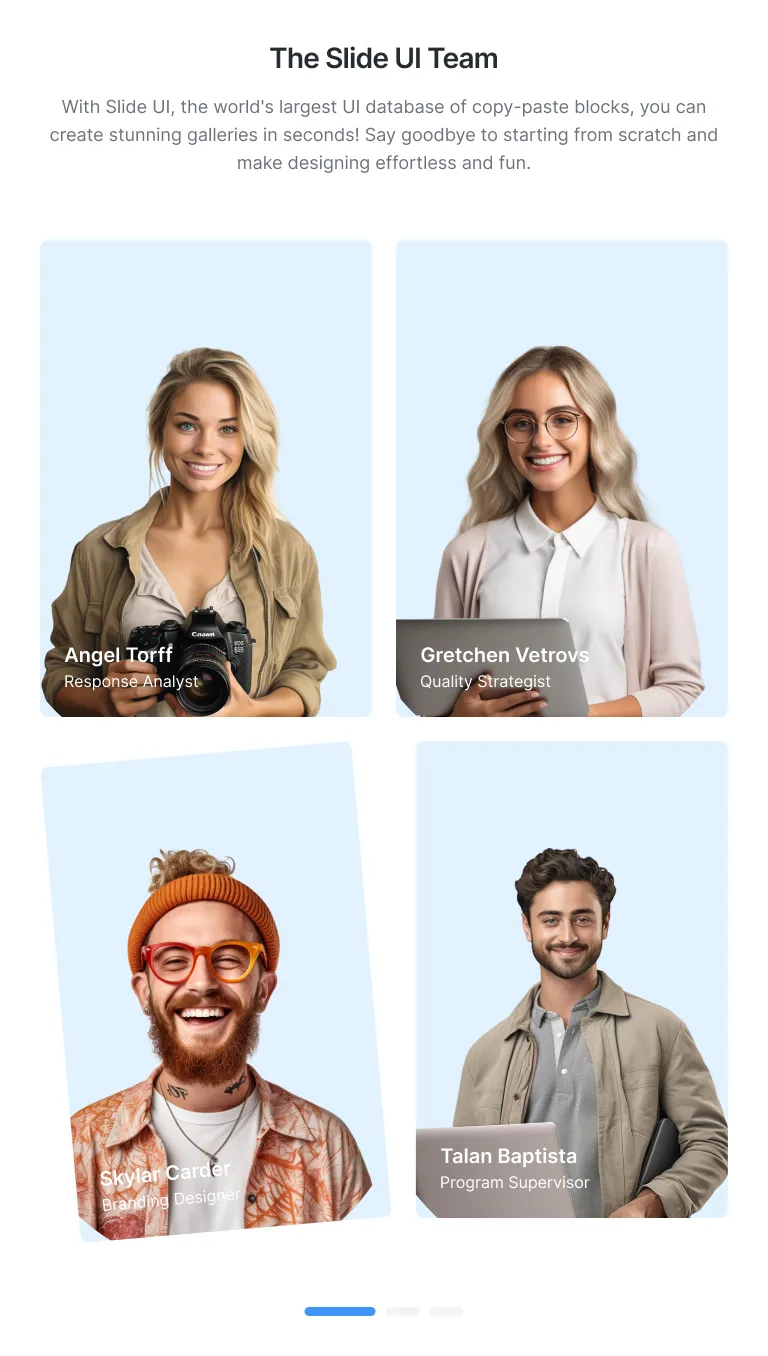 The Slide UI Team
With Slide UI, the world's largest UI database of copy-paste blocks, you can
create stunning galleries in seconds! Say goodbye to starting from scratch and
make designing effortless and fun.
Canon
EOS
Angel Torff
Response Analyst
Gretchen Vetrovs
Quality Strategist
Skylar Carder
Branding Designer
Talan Baptista
Program Supervisor